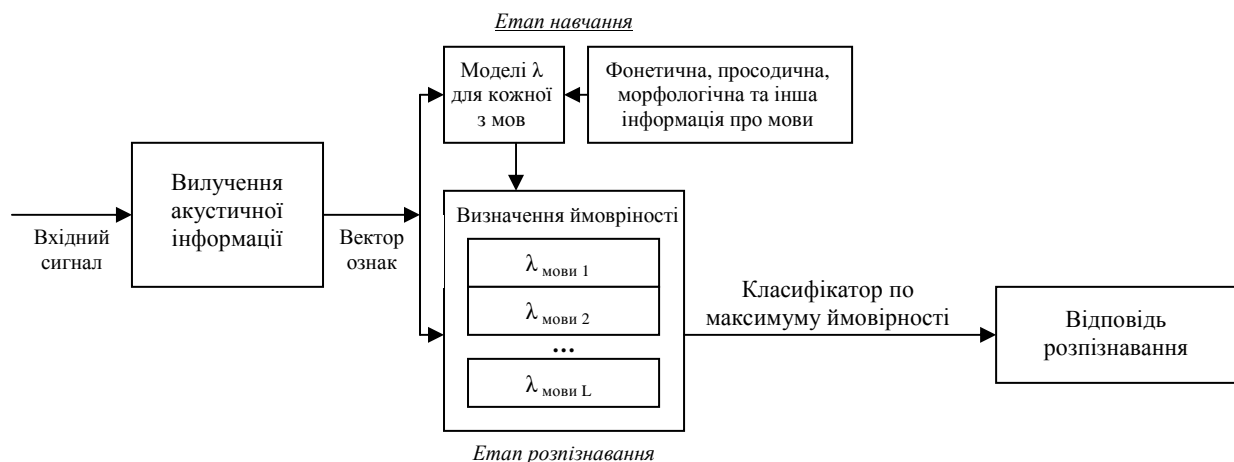 Етап навчання
Моделі λ
для кожної
з мов
Фонетична, просодична,
морфологічна та інша
інформація про мови
Вилучення
акустичної
інформації
Вхідний
сигнал
Вектор
ознак
Визначення ймовріності
λ мови 1
λ мови 2
...
λ мови L
Класифікатор по
максимуму ймовірності
Відповідь
розпізнавання
Етап розпізнавання